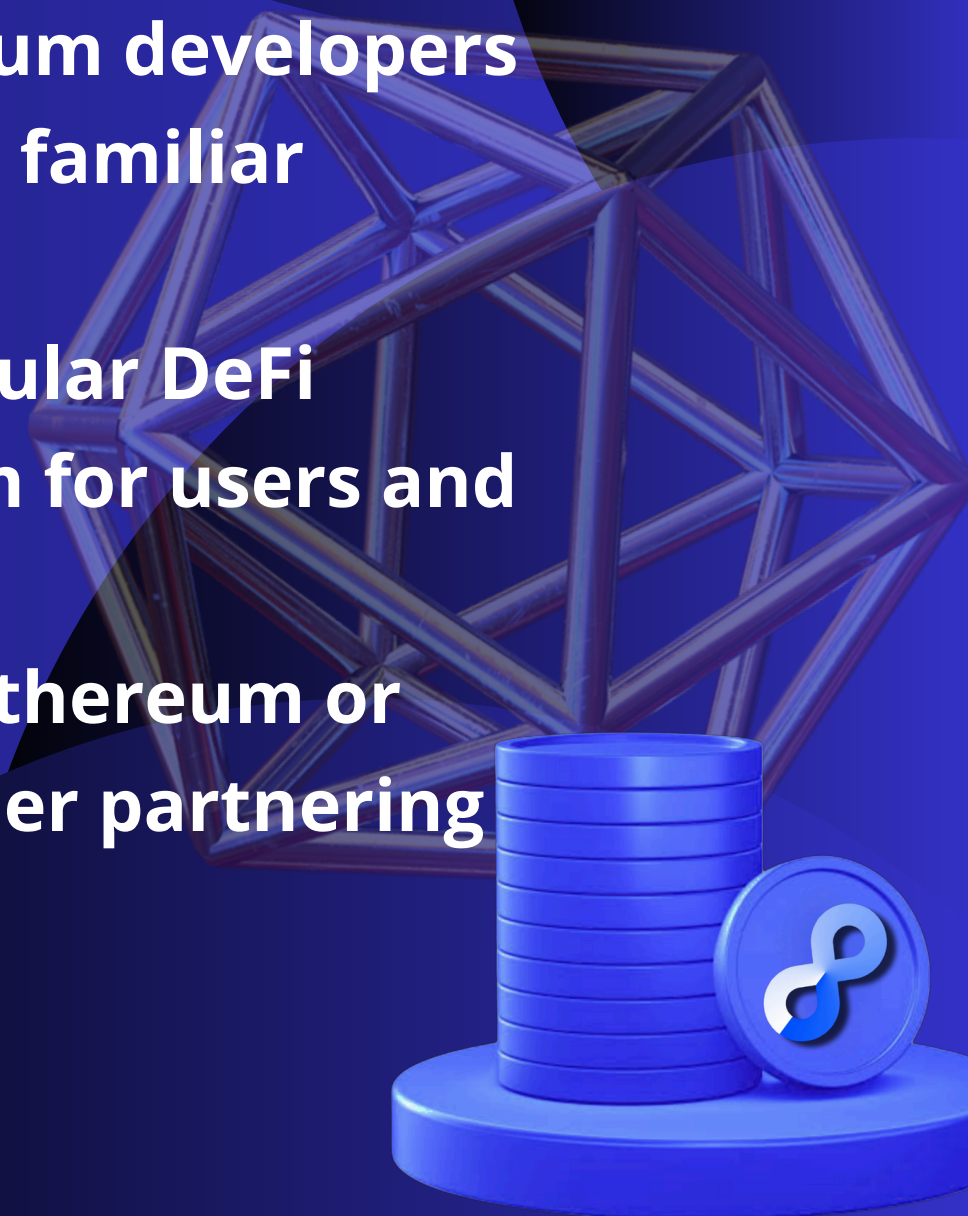 um developers
familiar
ular DeFi
for users and
thereum or
er partnering